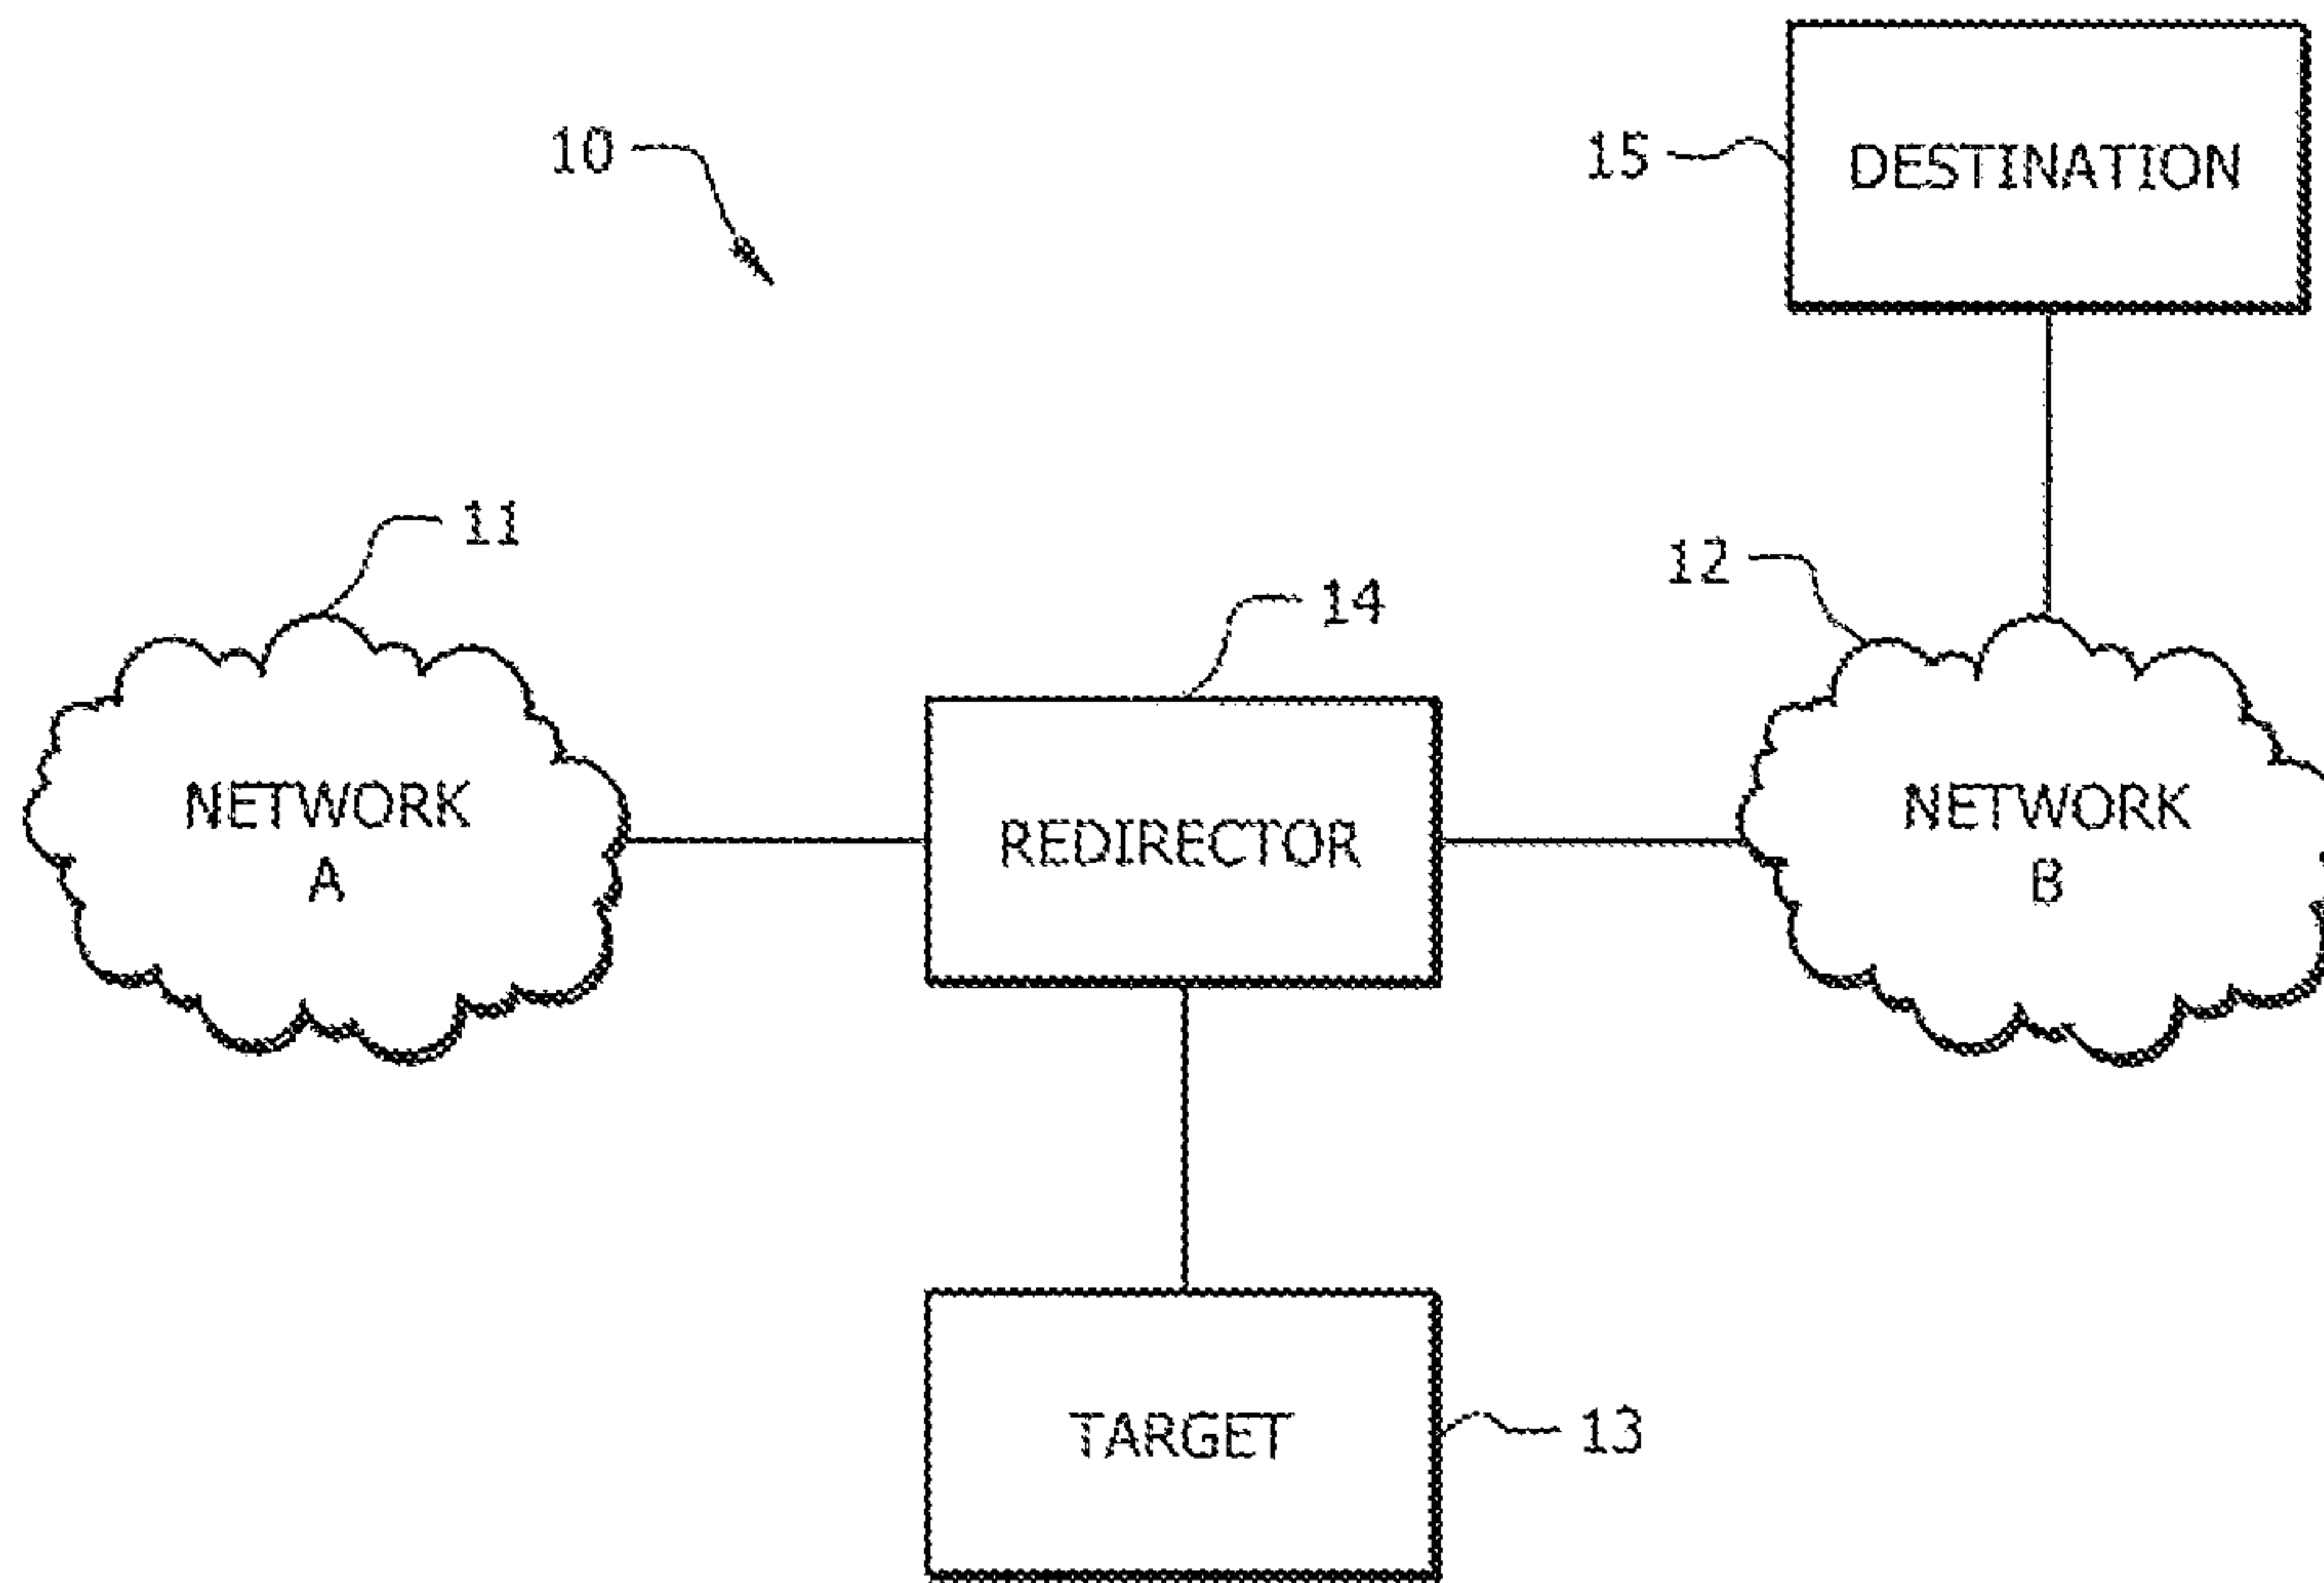 10
15
DESTINATION
11
12
14
NETWORK
A
REDIRECTOR
NETWORK
B
TARGET
13